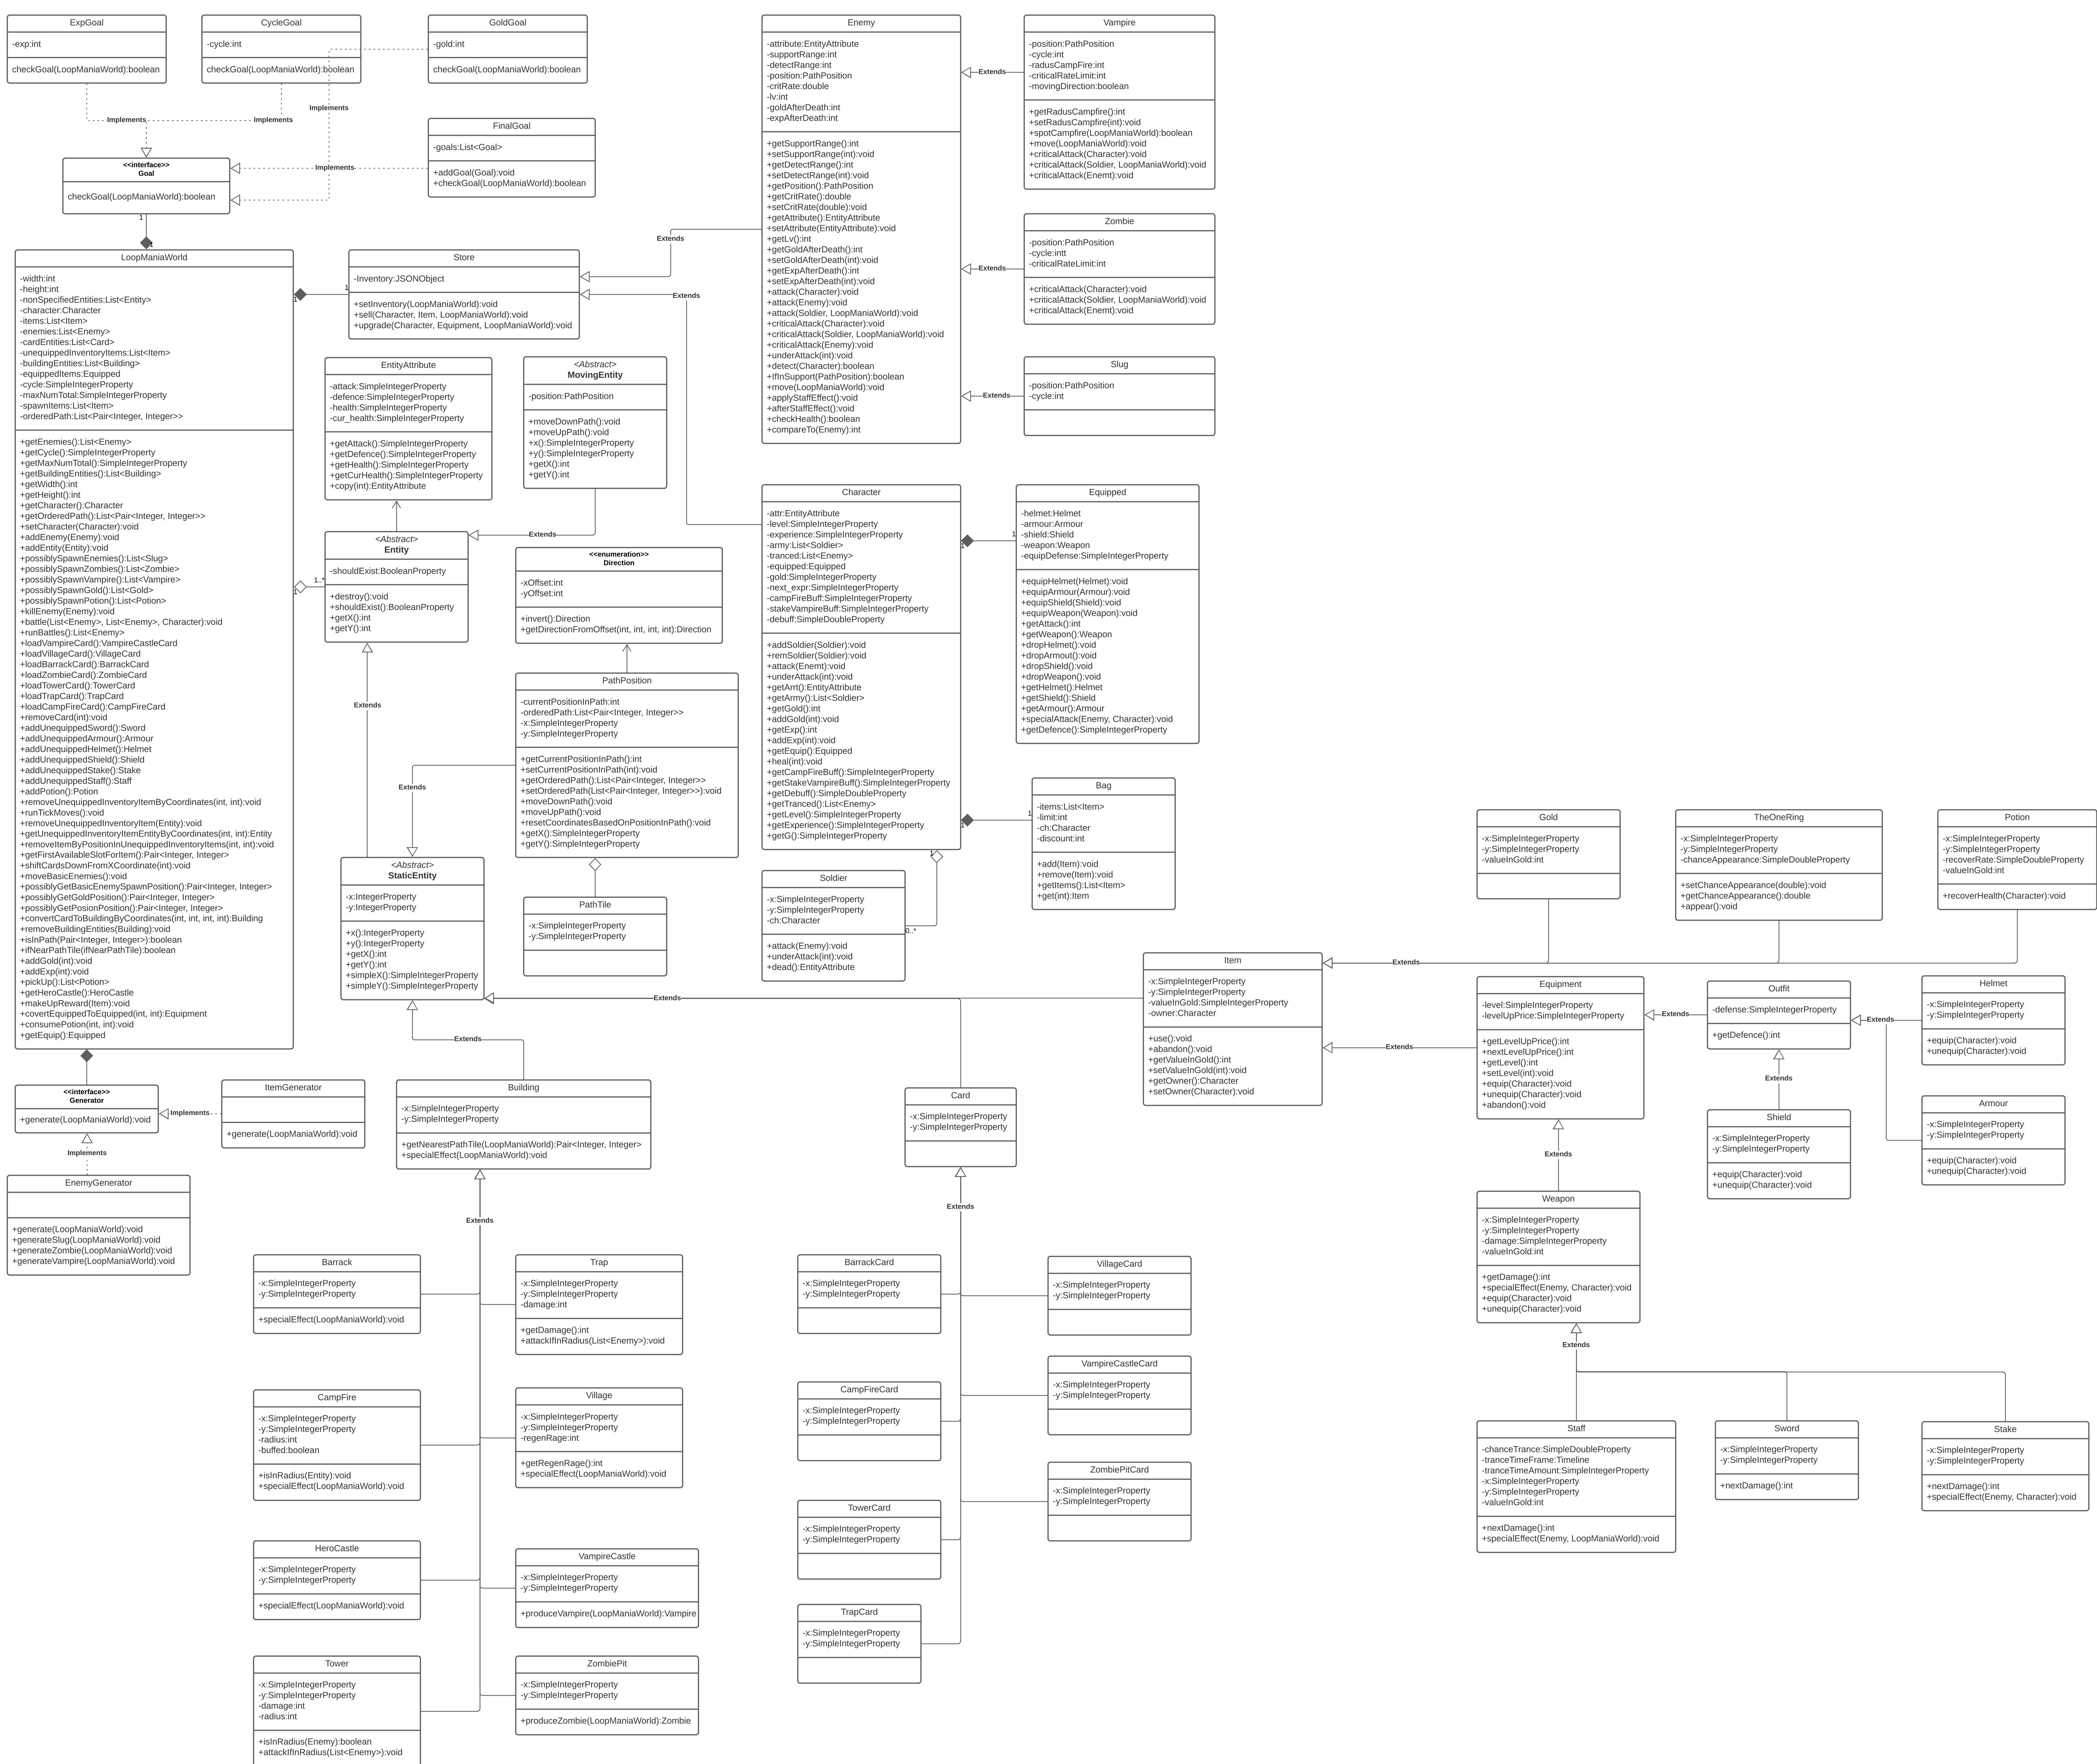 ExpGoal
-exp:int
checkGoal(LoopManiaWorld):boolean
CycleGoal
-cycle:int
checkGoal(LoopManiaWorld):boolean
GoldGoal
-gold:int
checkGoal(LoopManiaWorld):boolean
Implements
Implements
Implements
Implements
FinalGoal
-goals:List<Goal>
+addGoal(Goal):void
+checkGoal(LoopManiaWorld):boolean
<<interface>>
Goal
checkGoal(LoopManiaWorld):boolean
1
1
LoopManiaWorld
-width:int
-height:int
-nonSpecifiedEntities:List<Entity>
-character:Character
-items:List<Item>
-enemies:List<Enemy>
-cardEntities:List<Card>
-unequippedInventoryItems:List<Item>
-buildingEntities:List<Building>
-equippedItems:Equipped
-cycle:SimpleIntegerProperty
-maxNumTotal:SimpleIntegerProperty
-spawnItems:List<Item>
-orderedPath:List<Pair<Integer, Integer>>
+getEnemies():List<Enemy>
+getCycle():SimpleIntegerProperty
+getMaxNumTotal():SimpleIntegerProperty
+getBuildingEntities():List<Building>
+getWidth():int
+getHeight():int
+getCharacter():Character
+getOrderedPath():List<Pair<Integer, Integer>>
+setCharacter(Character):void
+addEnemy(Enemy):void
+addEntity(Entity):void
+possiblySpawnEnemies():List<Slug>
+possiblySpawnZombies():List<Zombie>
+possiblySpawnVampire():List<Vampire>
+possiblySpawnGold():List<Gold>
+possiblySpawnPotion():List<Potion>
+killEnemy(Enemy):void
+battle(List<Enemy>, List<Enemy>, Character):void
+runBattles():List<Enemy>
+loadVampireCard():VampireCastleCard
+loadVillageCard():VillageCard
+loadBarrackCard():BarrackCard
+loadZombieCard():ZombieCard
+loadTowerCard():TowerCard
+loadTrapCard():TrapCard
+loadCampFireCard():CampFireCard
+removeCard(int):void
+addUnequippedSword():Sword
+addUnequippedArmour():Armour
+addUnequippedHelmet():Helmet
+addUnequippedShield():Shield
+addUnequippedStake():Stake
+addUnequippedStaff():Staff
+addPotion():Potion
+removeUnequippedInventoryItemByCoordinates(int, int):void
+runTickMoves():void
+removeUnequippedInventoryItem(Entity):void
+getUnequippedInventoryItemEntityByCoordinates(int, int):Entity
+removeItemByPositionInUnequippedInventoryItems(int, int):void
+getFirstAvailableSlotForItem():Pair<Integer, Integer>
+shiftCardsDownFromXCoordinate(int):void
+moveBasicEnemies():void
+possiblyGetBasicEnemySpawnPosition():Pair<Integer, Integer>
+possiblyGetGoldPosition():Pair<Integer, Integer>
+possiblyGetPosionPosition():Pair<Integer, Integer>
+convertCardToBuildingByCoordinates(int, int, int, int):Building
+removeBuildingEntities(Building):void
+isInPath(Pair<Integer, Integer>):boolean
+ifNearPathTile(ifNearPathTile):boolean
+addGold(int):void
+addExp(int):void
+pickUp():List<Potion>
+getHeroCastle():HeroCastle
+makeUpReward(Item):void
+covertEquippedToEquipped(int, int):Equipment
+consumePotion(int, int):void
+getEquip():Equipped
1
1
Store
-Inventory:JSONObject
+setInventory(LoopManiaWorld):void
+sell(Character, Item, LoopManiaWorld):void
+upgrade(Character, Equipment, LoopManiaWorld):void
Extends
Extends
EntityAttribute
-attack:SimpleIntegerProperty
-defence:SimpleIntegerProperty
-health:SimpleIntegerProperty
-cur_health:SimpleIntegerProperty
+getAttack():SimpleIntegerProperty
+getDefence():SimpleIntegerProperty
+getHealth():SimpleIntegerProperty
+getCurHealth():SimpleIntegerProperty
+copy(int):EntityAttribute
<Abstract>
MovingEntity
-position:PathPosition
+moveDownPath():void
+moveUpPath():void
+x():SimpleIntegerProperty
+y():SimpleIntegerProperty
+getX():int
+getY():int
Extends
<Abstract>
Entity
-shouldExist:BooleanProperty
+destroy():void
+shouldExist():BooleanProperty
+getX():int
+getY():int
1..*
1
<<enumeration>>
Direction
-xOffset:int
-yOffset:int
+invert():Direction
+getDirectionFromOffset(int, int, int, int):Direction
Extends
PathPosition
-currentPositionInPath:int
-orderedPath:List<Pair<Integer, Integer>>
-x:SimpleIntegerProperty
-y:SimpleIntegerProperty
+getCurrentPositionInPath():int
+setCurrentPositionInPath(int):void
+getOrderedPath():List<Pair<Integer, Integer>>
+setOrderedPath(List<Pair<Integer, Integer>>):void
+moveDownPath():void
+moveUpPath():void
+resetCoordinatesBasedOnPositionInPath():void
+getX():SimpleIntegerProperty
+getY():SimpleIntegerProperty
Extends
<Abstract>
StaticEntity
-x:IntegerProperty
-y:IntegerProperty
+x():IntegerProperty
+y():IntegerProperty
+getX():int
+getY():int
+simpleX():SimpleIntegerProperty
+simpleY():SimpleIntegerProperty
PathTile
-x:SimpleIntegerProperty
-y:SimpleIntegerProperty
Extends
Extends
Enemy
-attribute:EntityAttribute
-supportRange:int
-detectRange:int
-position:PathPosition
-critRate:double
-lv:int
-goldAfterDeath:int
-expAfterDeath:int
+getSupportRange():int
+setSupportRange(int):void
+getDetectRange():int
+setDetectRange(int):void
+getPosition():PathPosition
+getCritRate():double
+setCritRate(double):void
+getAttribute():EntityAttribute
+setAttribute(EntityAttribute):void
+getLv():int
+getGoldAfterDeath():int
+setGoldAfterDeath(int):void
+getExpAfterDeath():int
+setExpAfterDeath(int):void
+attack(Character):void
+attack(Enemy):void
+attack(Soldier, LoopManiaWorld):void
+criticalAttack(Character):void
+criticalAttack(Soldier, LoopManiaWorld):void
+criticalAttack(Enemy):void
+underAttack(int):void
+detect(Character):boolean
+IfInSupport(PathPosition):boolean
+move(LoopManiaWorld):void
+applyStaffEffect():void
+afterStaffEffect():void
+checkHealth():boolean
+compareTo(Enemy):int
Extends
Extends
Extends
Vampire
-position:PathPosition
-cycle:int
-radusCampFire:int
-criticalRateLimit:int
-movingDirection:boolean
+getRadusCampfire():int
+setRadusCampfire(int):void
+spotCampfire(LoopManiaWorld):boolean
+move(LoopManiaWorld):void
+criticalAttack(Character):void
+criticalAttack(Soldier, LoopManiaWorld):void
+criticalAttack(Enemt):void
Zombie
-position:PathPosition
-cycle:intt
-criticalRateLimit:int
+criticalAttack(Character):void
+criticalAttack(Soldier, LoopManiaWorld):void
+criticalAttack(Enemt):void
Slug
-position:PathPosition
-cycle:int
Character
-attr:EntityAttribute
-level:SimpleIntegerProperty
-experience:SimpleIntegerProperty
-army:List<Soldier>
-tranced:List<Enemy>
-equipped:Equipped
-gold:SimpleIntegerProperty
-next_expr:SimpleIntegerProperty
-campFireBuff:SimpleIntegerProperty
-stakeVampireBuff:SimpleIntegerProperty
-debuff:SimpleDoubleProperty
+addSoldier(Soldier):void
+remSoldier(Soldier):void
+attack(Enemt):void
+underAttack(int):void
+getArrt():EntityAttribute
+getArmy():List<Soldier>
+getGold():int
+addGold(int):void
+getExp():int
+addExp(int):void
+getEquip():Equipped
+heal(int):void
+getCampFireBuff():SimpleIntegerProperty
+getStakeVampireBuff():SimpleIntegerProperty
+getDebuff():SimpleDoubleProperty
+getTranced():List<Enemy>
+getLevel():SimpleIntegerProperty
+getExperience():SimpleIntegerProperty
+getG():SimpleIntegerProperty
1
1
Equipped
-helmet:Helmet
-armour:Armour
-shield:Shield
-weapon:Weapon
-equipDefense:SimpleIntegerProperty
+equipHelmet(Helmet):void
+equipArmour(Armour):void
+equipShield(Shield):void
+equipWeapon(Weapon):void
+getAttack():int
+getWeapon():Weapon
+dropHelmet():void
+dropArmout():void
+dropShield():void
+dropWeapon():void
+getHelmet():Helmet
+getShield():Shield
+getArmour():Armour
+specialAttack(Enemy, Character):void
+getDefence():SimpleIntegerProperty
1
1
Bag
-items:List<Item>
-limit:int
-ch:Character
-discount:int
+add(Item):void
+remove(Item):void
+getItems():List<Item>
+get(int):Item
1
0..*
Soldier
-x:SimpleIntegerProperty
-y:SimpleIntegerProperty
-ch:Character
+attack(Enemy):void
+underAttack(int):void
+dead():EntityAttribute
Gold
-x:SimpleIntegerProperty
-y:SimpleIntegerProperty
-valueInGold:int
TheOneRing
-x:SimpleIntegerProperty
-y:SimpleIntegerProperty
-chanceAppearance:SimpleDoubleProperty
+setChanceAppearance(double):void
+getChanceAppearance():double
+appear():void
Potion
-x:SimpleIntegerProperty
-y:SimpleIntegerProperty
-recoverRate:SimpleDoubleProperty
-valueInGold:int
+recoverHealth(Character):void
Extends
Item
-x:SimpleIntegerProperty
-y:SimpleIntegerProperty
-valueInGold:SimpleIntegerProperty
-owner:Character
+use():void
+abandon():void
+getValueInGold():int
+setValueInGold(int):void
+getOwner():Character
+setOwner(Character):void
Extends
Equipment
-level:SimpleIntegerProperty
-levelUpPrice:SimpleIntegerProperty
+getLevelUpPrice():int
+nextLevelUpPrice():int
+getLevel():int
+setLevel(int):void
+equip(Character):void
+unequip(Character):void
+abandon():void
Extends
Outfit
-defense:SimpleIntegerProperty
+getDefence():int
Extends
Helmet
-x:SimpleIntegerProperty
-y:SimpleIntegerProperty
+equip(Character):void
+unequip(Character):void
Extends
Shield
-x:SimpleIntegerProperty
-y:SimpleIntegerProperty
+equip(Character):void
+unequip(Character):void
Armour
-x:SimpleIntegerProperty
-y:SimpleIntegerProperty
+equip(Character):void
+unequip(Character):void
Extends
Weapon
-x:SimpleIntegerProperty
-y:SimpleIntegerProperty
-damage:SimpleIntegerProperty
-valueInGold:int
+getDamage():int
+specialEffect(Enemy, Character):void
+equip(Character):void
+unequip(Character):void
Extends
Staff
-chanceTrance:SimpleDoubleProperty
-tranceTimeFrame:Timeline
-tranceTimeAmount:SimpleIntegerProperty
-x:SimpleIntegerProperty
-y:SimpleIntegerProperty
-valueInGold:int
+nextDamage():int
+specialEffect(Enemy, LoopManiaWorld):void
Sword
-x:SimpleIntegerProperty
-y:SimpleIntegerProperty
+nextDamage():int
Stake
-x:SimpleIntegerProperty
-y:SimpleIntegerProperty
+nextDamage():int
+specialEffect(Enemy, Character):void
<<interface>>
Generator
+generate(LoopManiaWorld):void
Implements
ItemGenerator
+generate(LoopManiaWorld):void
Implements
EnemyGenerator
+generate(LoopManiaWorld):void
+generateSlug(LoopManiaWorld):void
+generateZombie(LoopManiaWorld):void
+generateVampire(LoopManiaWorld):void
Building
-x:SimpleIntegerProperty
-y:SimpleIntegerProperty
+getNearestPathTile(LoopManiaWorld):Pair<Integer, Integer>
+specialEffect(LoopManiaWorld):void
Extends
Barrack
-x:SimpleIntegerProperty
-y:SimpleIntegerProperty
+specialEffect(LoopManiaWorld):void
Trap
-x:SimpleIntegerProperty
-y:SimpleIntegerProperty
-damage:int
+getDamage():int
+attackIfInRadius(List<Enemy>):void
CampFire
-x:SimpleIntegerProperty
-y:SimpleIntegerProperty
-radius:int
-buffed:boolean
+isInRadius(Entity):void
+specialEffect(LoopManiaWorld):void
Village
-x:SimpleIntegerProperty
-y:SimpleIntegerProperty
-regenRage:int
+getRegenRage():int
+specialEffect(LoopManiaWorld):void
HeroCastle
-x:SimpleIntegerProperty
-y:SimpleIntegerProperty
+specialEffect(LoopManiaWorld):void
VampireCastle
-x:SimpleIntegerProperty
-y:SimpleIntegerProperty
+produceVampire(LoopManiaWorld):Vampire
Tower
-x:SimpleIntegerProperty
-y:SimpleIntegerProperty
-damage:int
-radius:int
+isInRadius(Enemy):boolean
+attackIfInRadius(List<Enemy>):void
ZombiePit
-x:SimpleIntegerProperty
-y:SimpleIntegerProperty
+produceZombie(LoopManiaWorld):Zombie
Card
-x:SimpleIntegerProperty
-y:SimpleIntegerProperty
Extends
BarrackCard
-x:SimpleIntegerProperty
-y:SimpleIntegerProperty
VillageCard
-x:SimpleIntegerProperty
-y:SimpleIntegerProperty
CampFireCard
-x:SimpleIntegerProperty
-y:SimpleIntegerProperty
VampireCastleCard
-x:SimpleIntegerProperty
-y:SimpleIntegerProperty
TowerCard
-x:SimpleIntegerProperty
-y:SimpleIntegerProperty
ZombiePitCard
-x:SimpleIntegerProperty
-y:SimpleIntegerProperty
TrapCard
-x:SimpleIntegerProperty
-y:SimpleIntegerProperty